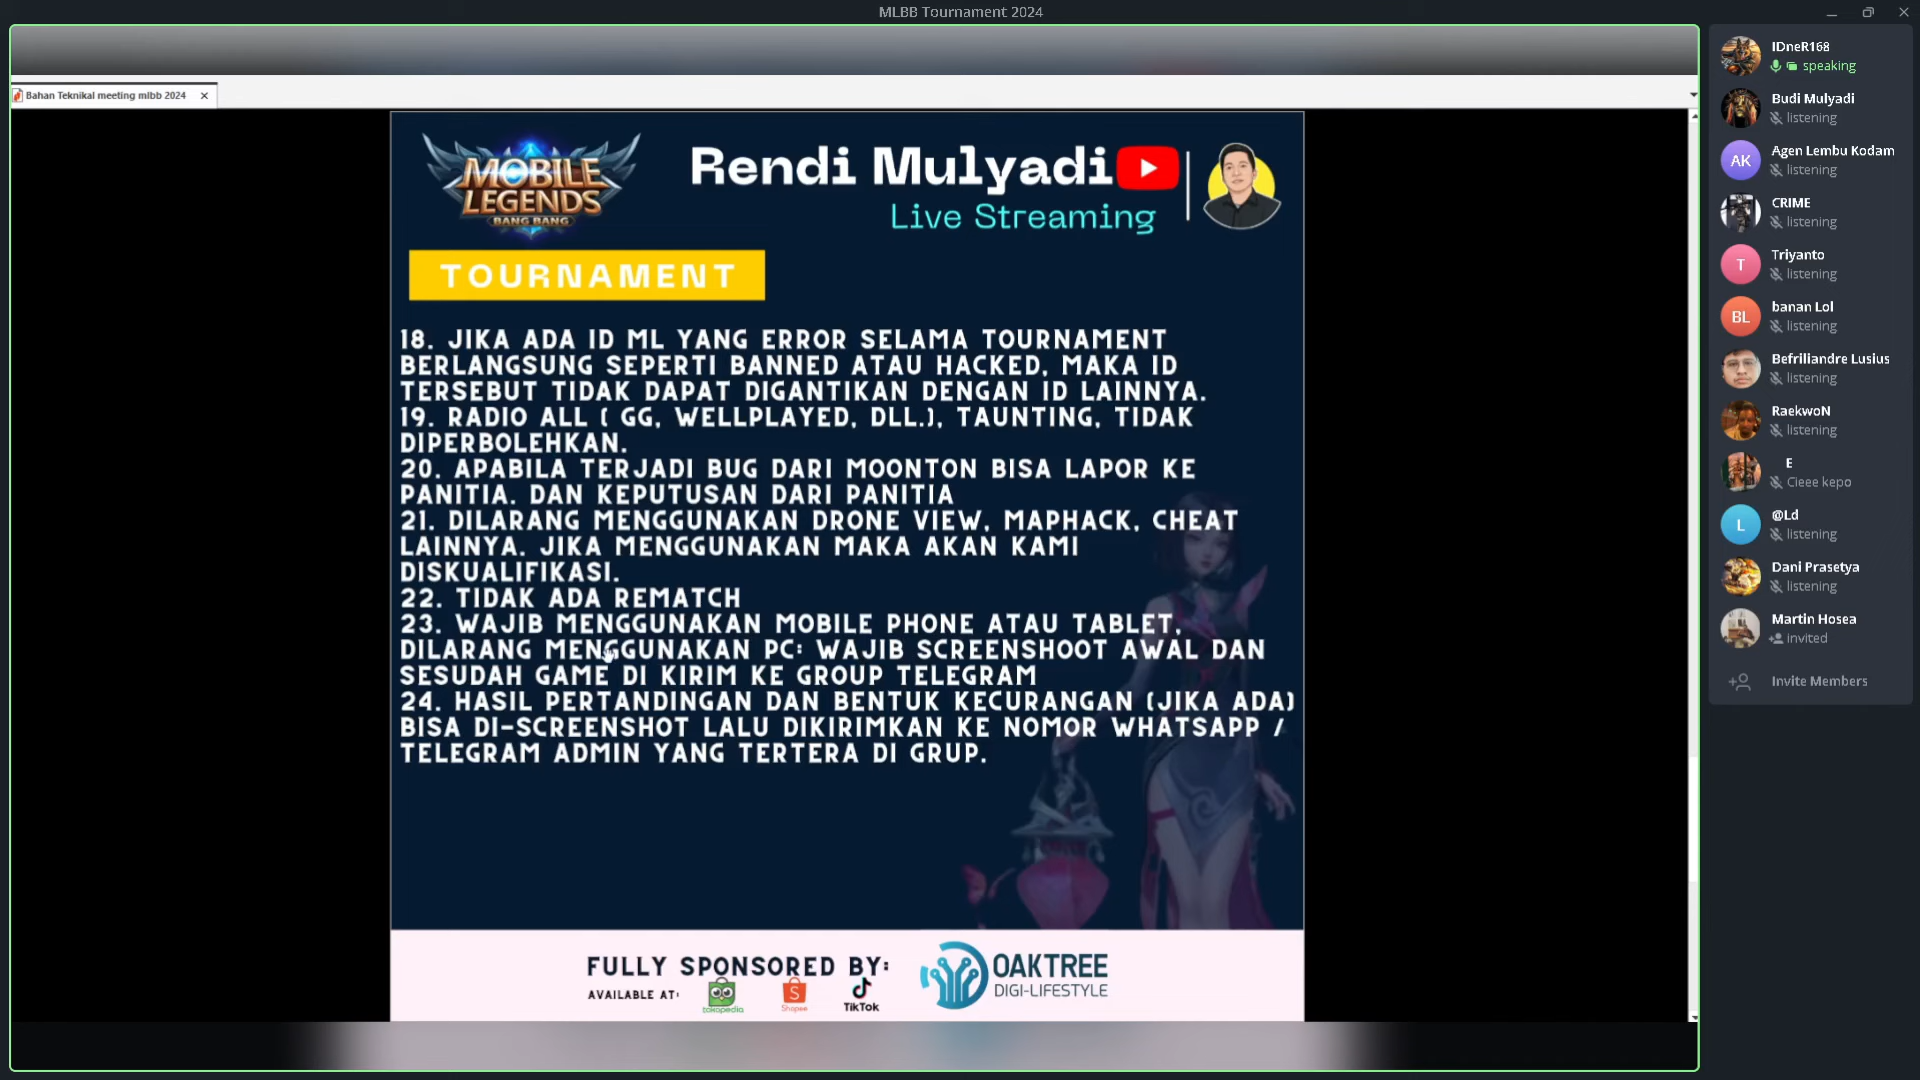 MLBB Tournament 2024
Bahan Teknikal meeting mlbb 2024
MOBILE
LEGENDS
BANG BANG
Rendi Mulyadi
Live Streaming
TOURNAMENT
18. JIKA ADA ID ML YANG ERROR SELAMA TOURNAMENT
BERLANGSUNG SEPERTI BANNED ATAU HACKED, MAKA ID
TERSEBUT TIDAK DAPAT DIGANTIKAN DENGAN ID LAINNYA.
19. RADIO ALL ( GG, WELLPLAYED, DLL.), TAUNTING, TIDAK
DIPERBOLEHKAN.
20. APABILA TERJADI BUG DARI MOONTON BISA LAPOR KE
PANITIA. DAN KEPUTUSAN DARI PANITIA
21. DILARANG MENGGUNAKAN DRONE VIEW, MAPHACK, CHEAT
LAINNYA. JIKA MENGGUNAKAN MAKA AKAN KAMI
DISKUALIFIKASI.
22. TIDAK ADA REMATCH
23. WAJIB MENGGUNAKAN MOBILE PHONE ATAU TABLET,
DILARANG MENGGUNAKAN PC: WAJIB SCREENSHOOT AWAL DAN
SESUDAH GAME DI KIRIM KE GROUP TELEGRAM
24. HASIL PERTANDINGAN DAN BENTUK KECURANGAN (JIKA ADA)
BISA DI-SCREENSHOT LALU DIKIRIMKAN KE NOMOR WHATSAPP /
TELEGRAM ADMIN YANG TERTERA DI GRUP.
FULLY SPONSORED BY:
AVAILABLE AT:
tokopedia
Shopee
TikTok
OAKTREE
DIGI-LIFESTYLE
IDneR168
speaking
Budi Mulyadi
listening
AK
Agen Lembu Kodam
listening
CRIME
listening
T
Triyanto
listening
BL
banan Lol
listening
Befriliandre Lusius
listening
RaekwoN
listening
E
Cieee kepo
L
@Ld
listening
Dani Prasetya
listening
Martin Hosea
invited
Invite Members